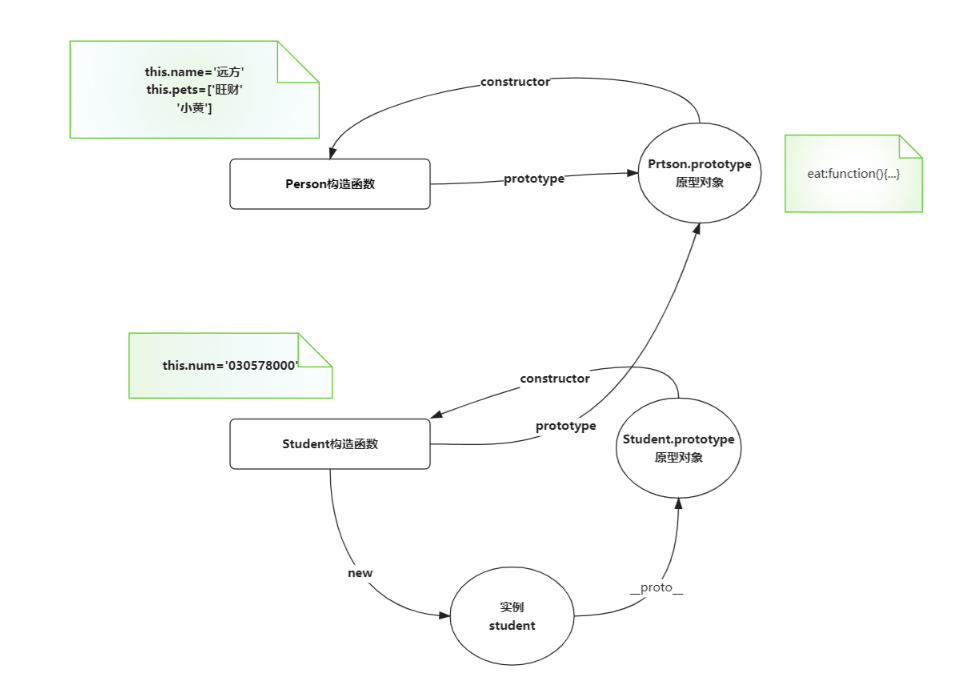 this.name='远方'
this.pets=['旺财'
'小黄']
constructor
Person构造函数
prototype
Prtson.prototype
原型对象
eat:function(){...}
this.num='030578000'
constructor
Student构造函数
prototype
Student.prototype
原型对象
new
__proto__
实例
student